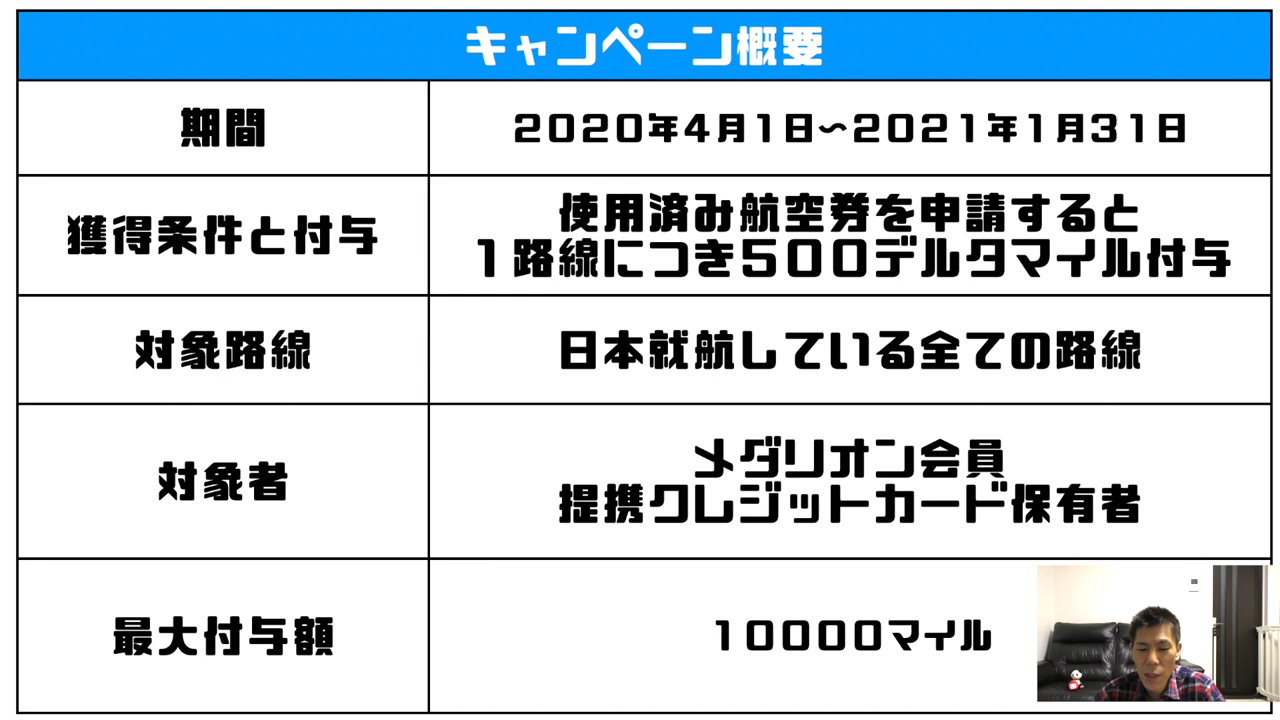 キャンペーン概要
期間
２０２０年４月１日〜２０２１年１月３１日
獲得条件と付与
使用済み航空券を申請すると
１路線につき５００デルタマイル付与
対象路線
日本就航している全ての路線
対象者
メダリオン会員
提携クレジットカード保有者
最大付与額
１００００マイル